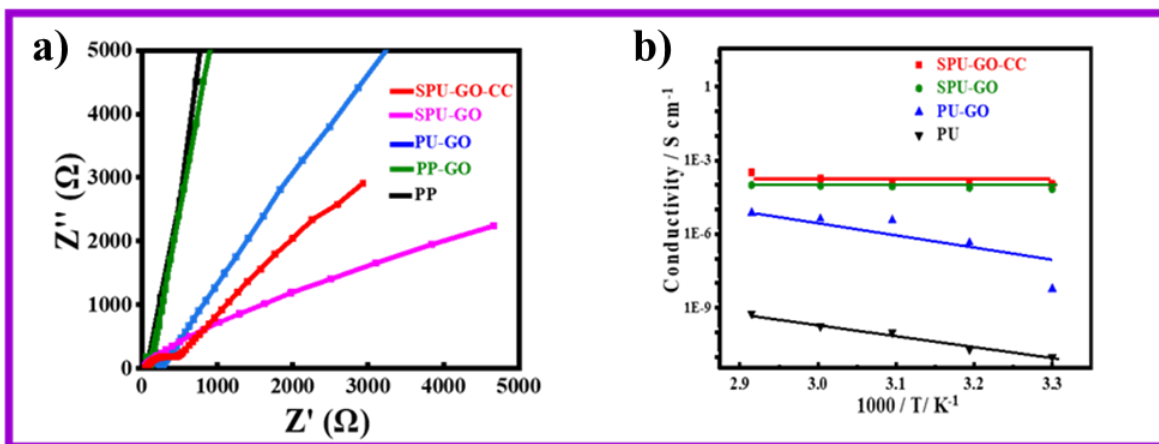 a)
5000
4000
3000
2000
1000
0
0 1000 2000 3000 4000 5000
Z'' (Ω)
Z' (Ω)
SPU-GO-CC
SPU-GO
PU-GO
PP-GO
PP
b)
SPU-GO-CC
SPU-GO
PU-GO
PU
1
1E-3
1E-6
1E-9
Conductivity / S cm⁻¹
2.9 3.0 3.1 3.2 3.3
1000 / T/ K⁻¹